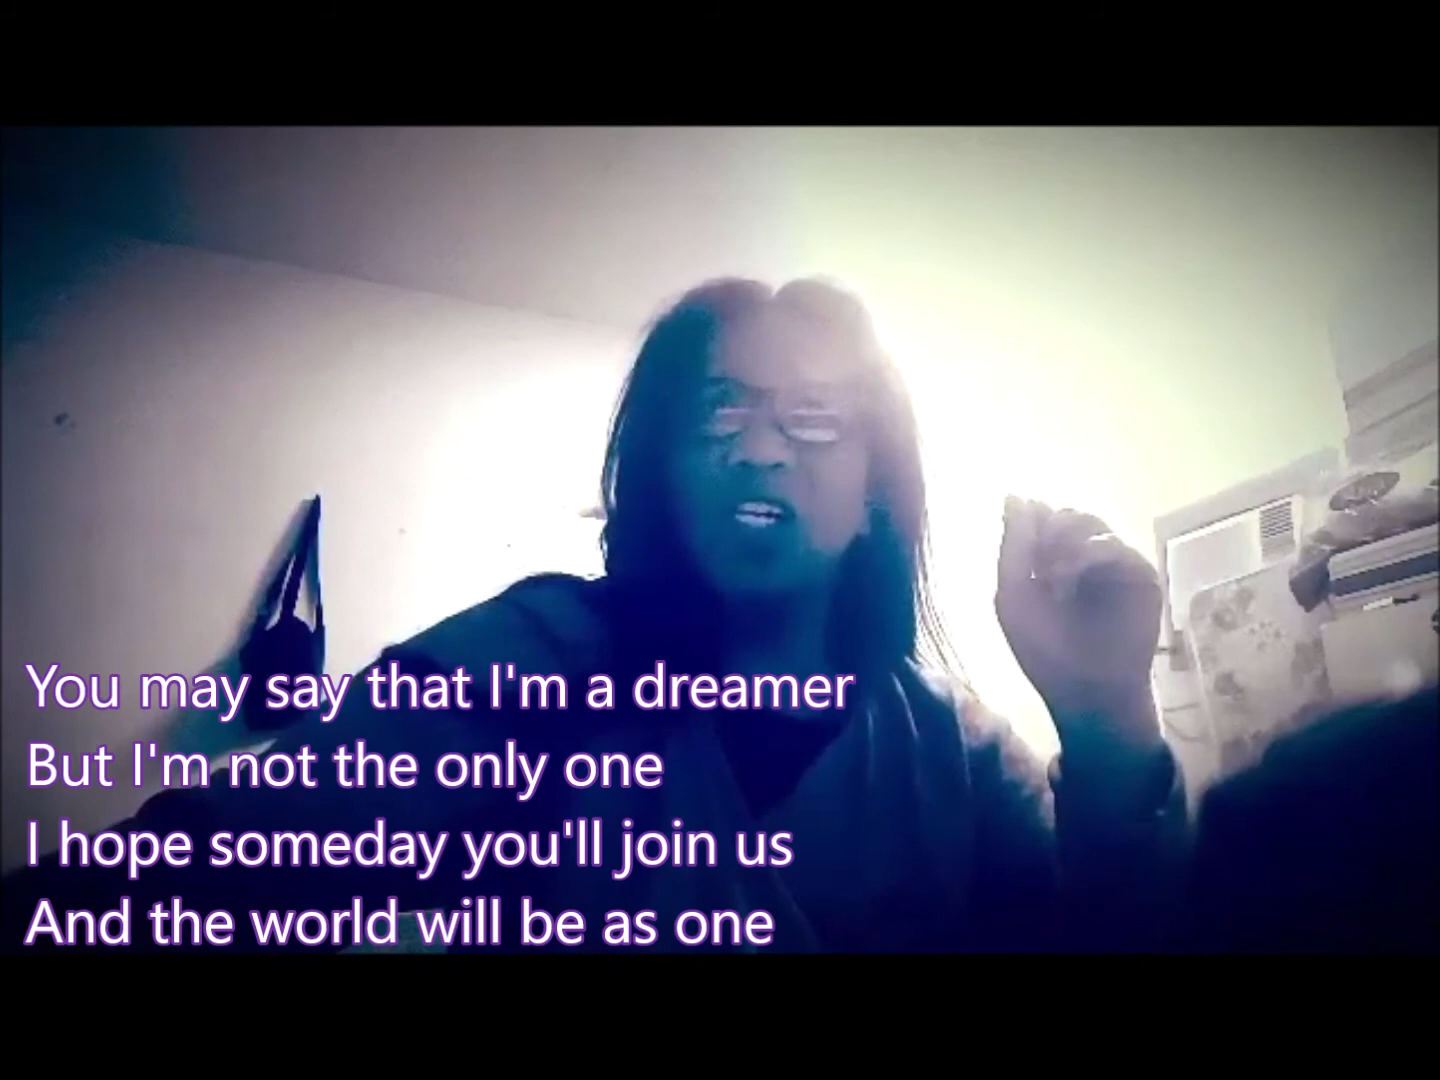 You may say that I'm a dreamer
But I'm not the only one
I hope someday you'll join us
And the world will be as one